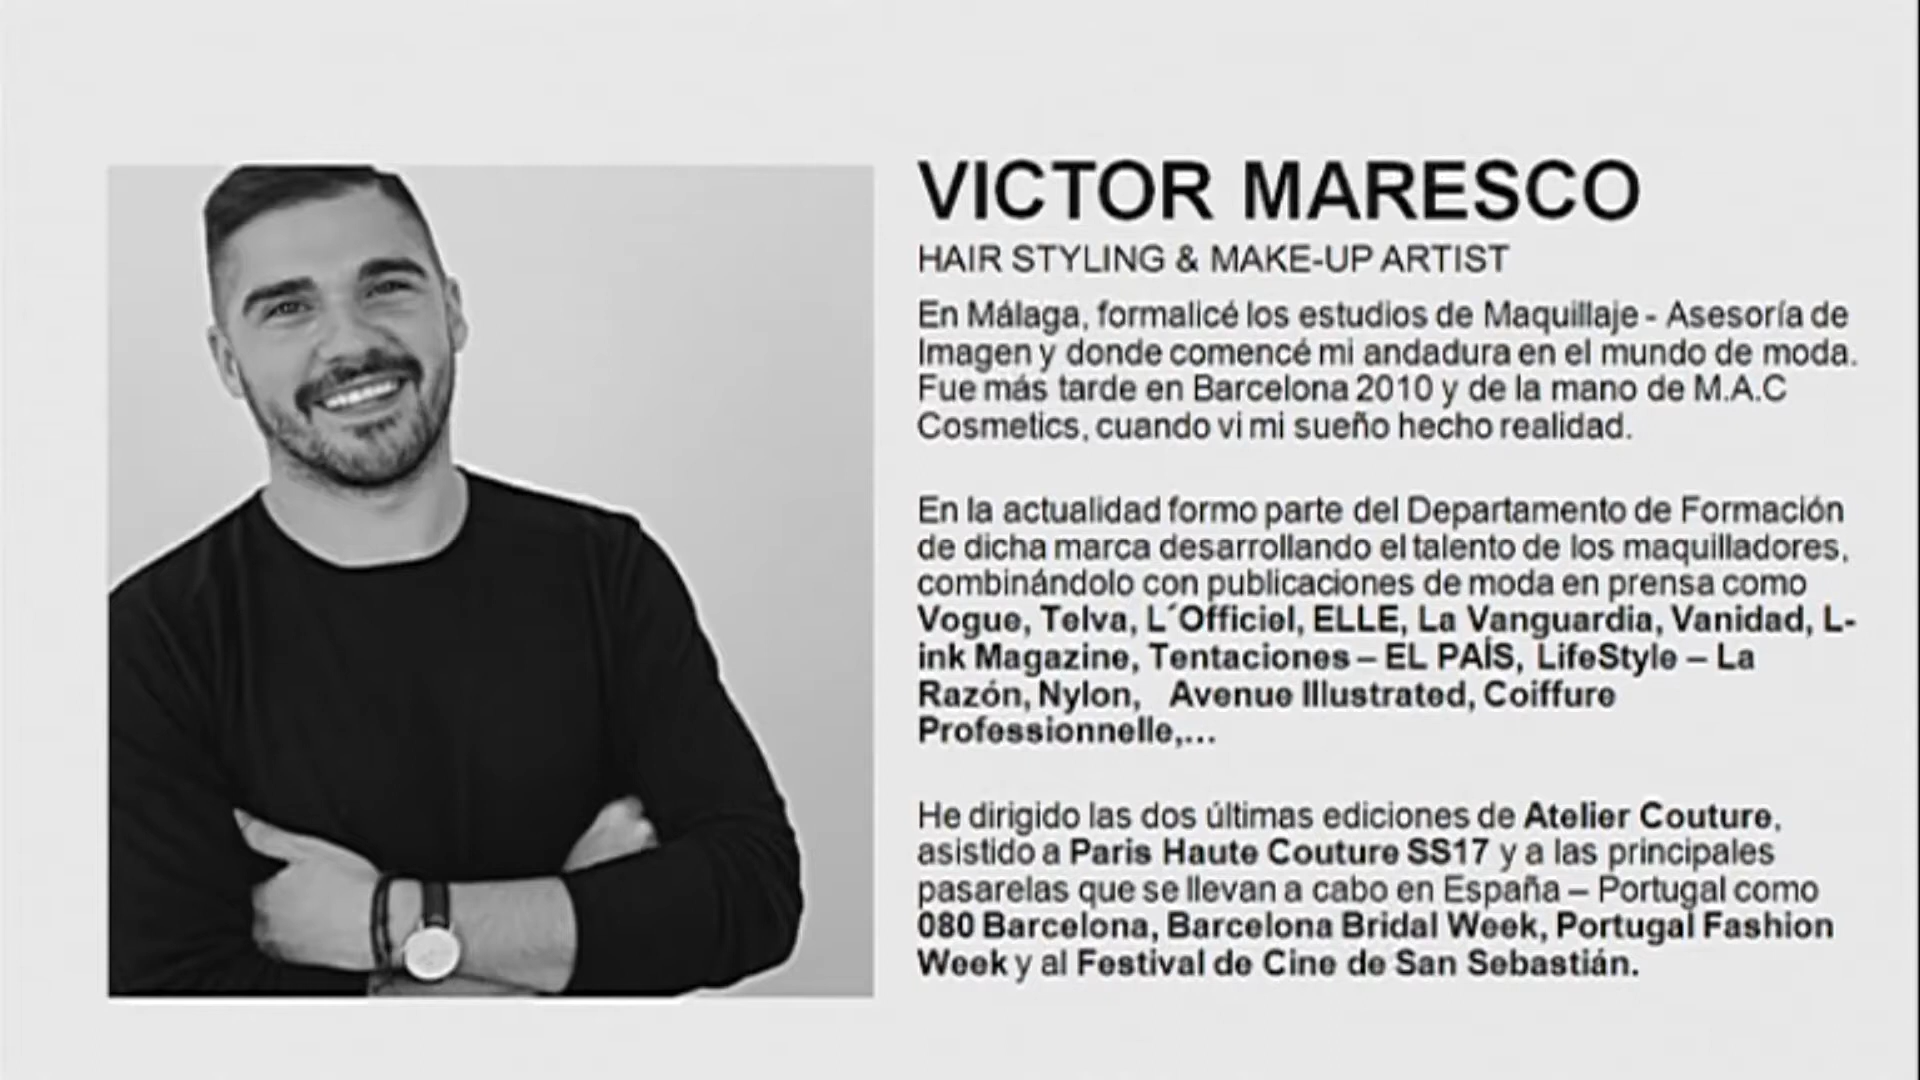 VICTOR MARESCO
HAIR STYLING & MAKE-UP ARTIST
En Málaga, formalicé los estudios de Maquillaje - Asesoría de
Imagen y donde comencé mi andadura en el mundo de moda.
Fue más tarde en Barcelona 2010 y de la mano de M.A.C
Cosmetics, cuando vi mi sueño hecho realidad.
En la actualidad formo parte del Departamento de Formación
de dicha marca desarrollando el talento de los maquilladores,
combinándolo con publicaciones de moda en prensa como
Vogue, Telva, L´Officiel, ELLE, La Vanguardia, Vanidad, L-
ink Magazine, Tentaciones – EL PAÍS, LifeStyle – La
Razón, Nylon, Avenue Illustrated, Coiffure
Professionnelle,...
He dirigido las dos últimas ediciones de Atelier Couture,
asistido a Paris Haute Couture SS17 y a las principales
pasarelas que se llevan a cabo en España – Portugal como
080 Barcelona, Barcelona Bridal Week, Portugal Fashion
Week y al Festival de Cine de San Sebastián.